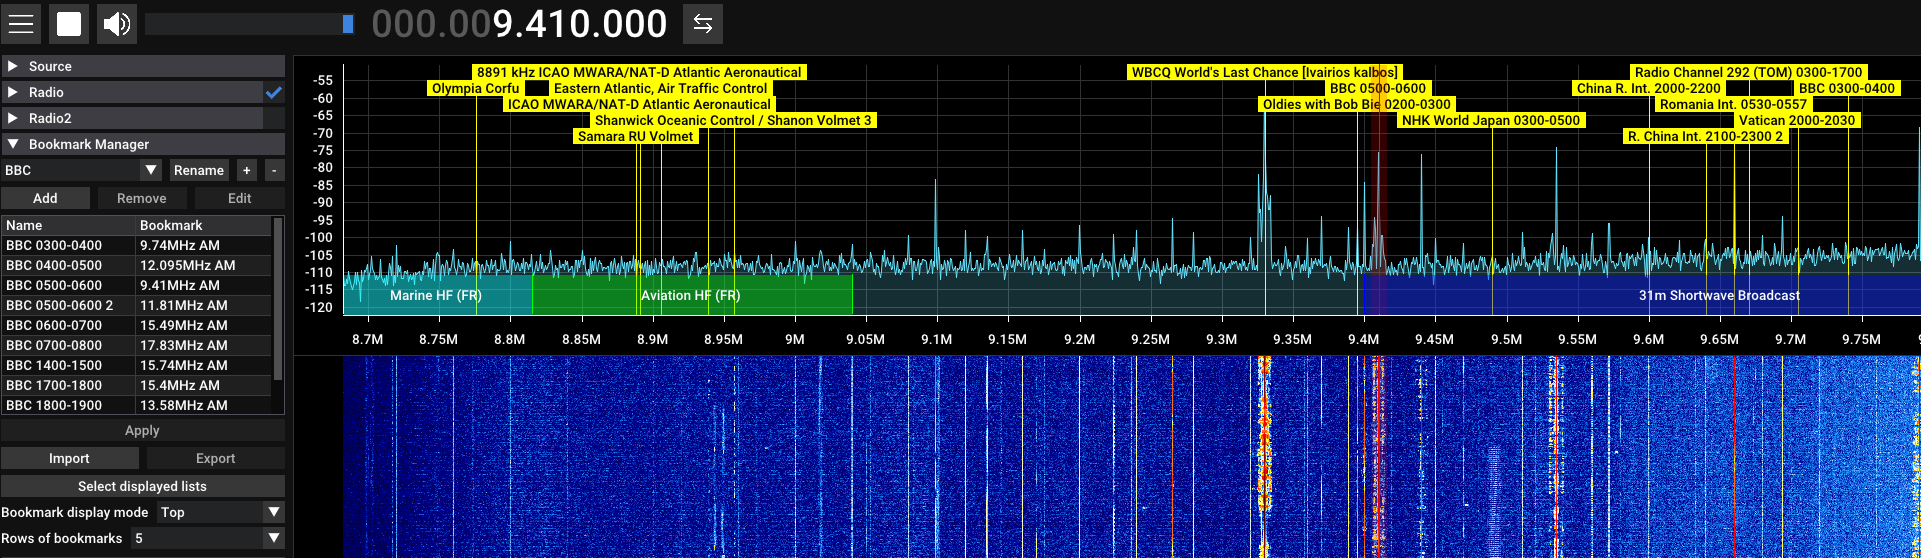 000.009.410.000
Source
Radio
Radio2
Bookmark Manager
BBC Rename + -
Add Remove Edit
Name Bookmark
BBC 0300-0400 9.74MHz AM
BBC 0400-0500 12.095MHz AM
BBC 0500-0600 9.41MHz AM
BBC 0500-0600 2 11.81MHz AM
BBC 0600-0700 15.49MHz AM
BBC 0700-0800 17.83MHz AM
BBC 1400-1500 15.74MHz AM
BBC 1700-1800 15.4MHz AM
BBC 1800-1900 13.58MHz AM
Apply
Import Export
Select displayed lists
Bookmark display mode Top
Rows of bookmarks 5
8891 kHz ICAO MWARA/NAT-D Atlantic Aeronautical WBCQ World's Last Chance [Ivairios kalbos] Radio Channel 292 (TOM) 0300-1700
Olympia Corfu Eastern Atlantic, Air Traffic Control BBC 0500-0600 China R. Int. 2000-2200 BBC 0300-0400
ICAO MWARA/NAT-D Atlantic Aeronautical Oldies with Bob Bie 0200-0300 Romania Int. 0530-0557
Shanwick Oceanic Control / Shanon Volmet 3 NHK World Japan 0300-0500 Vatican 2000-2030
Samara RU Volmet R. China Int. 2100-2300 2
-55
-60
-65
-70
-75
-80
-85
-90
-95
-100
-105
-110
-115
-120
Marine HF (FR) Aviation HF (FR) 31m Shortwave Broadcast
8.7M 8.75M 8.8M 8.85M 8.9M 8.95M 9M 9.05M 9.1M 9.15M 9.2M 9.25M 9.3M 9.35M 9.4M 9.45M 9.5M 9.55M 9.6M 9.65M 9.7M 9.75M